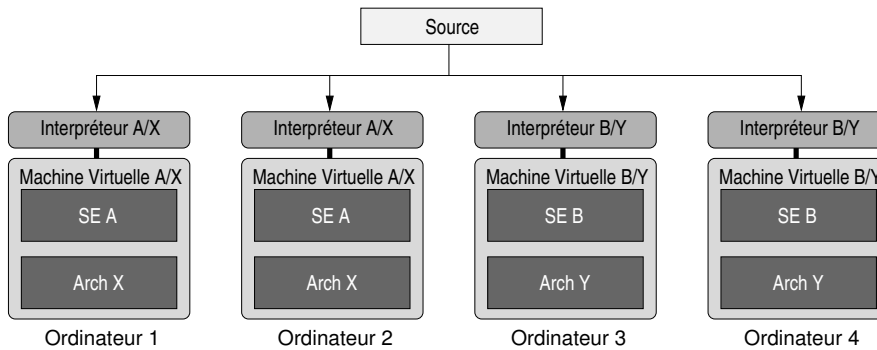 Source
Interpréteur A/X
Interpréteur A/X
Interpréteur B/Y
Interpréteur B/Y
Machine Virtuelle A/X
Machine Virtuelle A/X
Machine Virtuelle B/Y
Machine Virtuelle B/Y
SE A
SE A
SE B
SE B
Arch X
Arch X
Arch Y
Arch Y
Ordinateur 1
Ordinateur 2
Ordinateur 3
Ordinateur 4